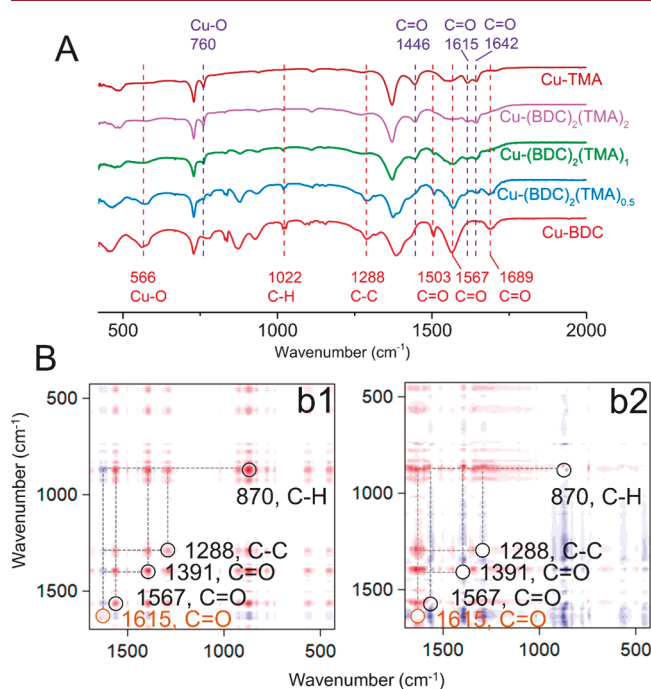 A
Cu-O
760
C=O
1446
C=O
1615
C=O
1642
Cu-TMA
Cu-(BDC)₂(TMA)₂
Cu-(BDC)₂(TMA)₁
Cu-(BDC)₂(TMA)₀.₅
Cu-BDC
566
Cu-O
1022
C-H
1288
C-C
1503
C=O
1567
C=O
1689
C=O
500
1000
1500
2000
Wavenumber (cm⁻¹)
B
b1
500
1000
1500
Wavenumber (cm⁻¹)
870, C-H
1288, C-C
1391, C=O
1567, C=O
1615, C=O
1500
1000
500
b2
500
1000
1500
870, C-H
1288, C-C
1391, C=O
1567, C=O
1615, C=O
1500
1000
500
Wavenumber (cm⁻¹)